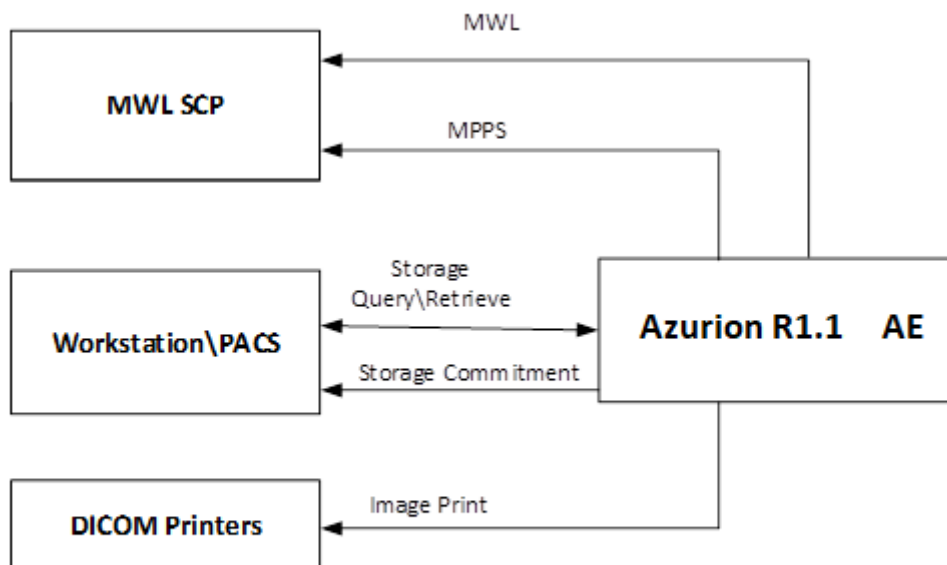 MWL
MWL SCP
MPPS
Storage
Query\Retrieve
Azurion R1.1 AE
Workstation\PACS
Storage Commitment
Image Print
DICOM Printers